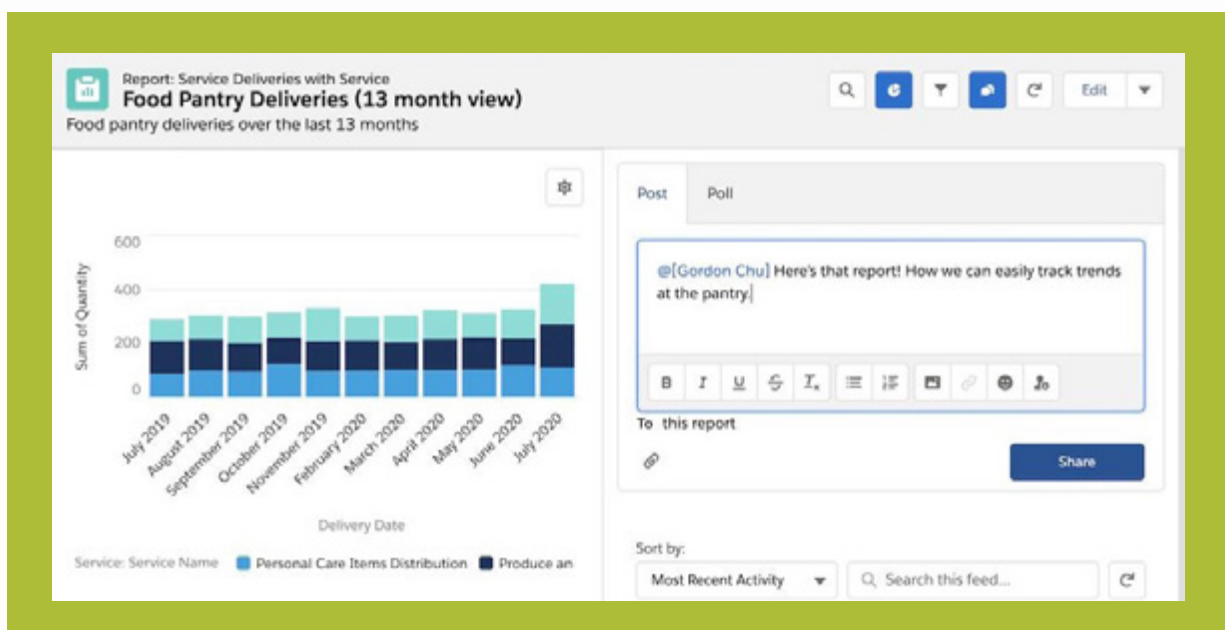 Report: Service Deliveries with Service
Food Pantry Deliveries (13 month view)
Food pantry deliveries over the last 13 months
Edit
Sum of Quantity
600
400
200
0
July 2019
August 2019
September 2019
October 2019
November 2019
February 2020
March 2020
April 2020
May 2020
June 2020
July 2020
Delivery Date
Service: Service Name
Personal Care Items Distribution
Produce an
Post
Poll
@[Gordon Chu] Here's that report! How we can easily track trends
at the pantry.
B I U S Tx
To this report
Share
Sort by:
Most Recent Activity
Search this feed...